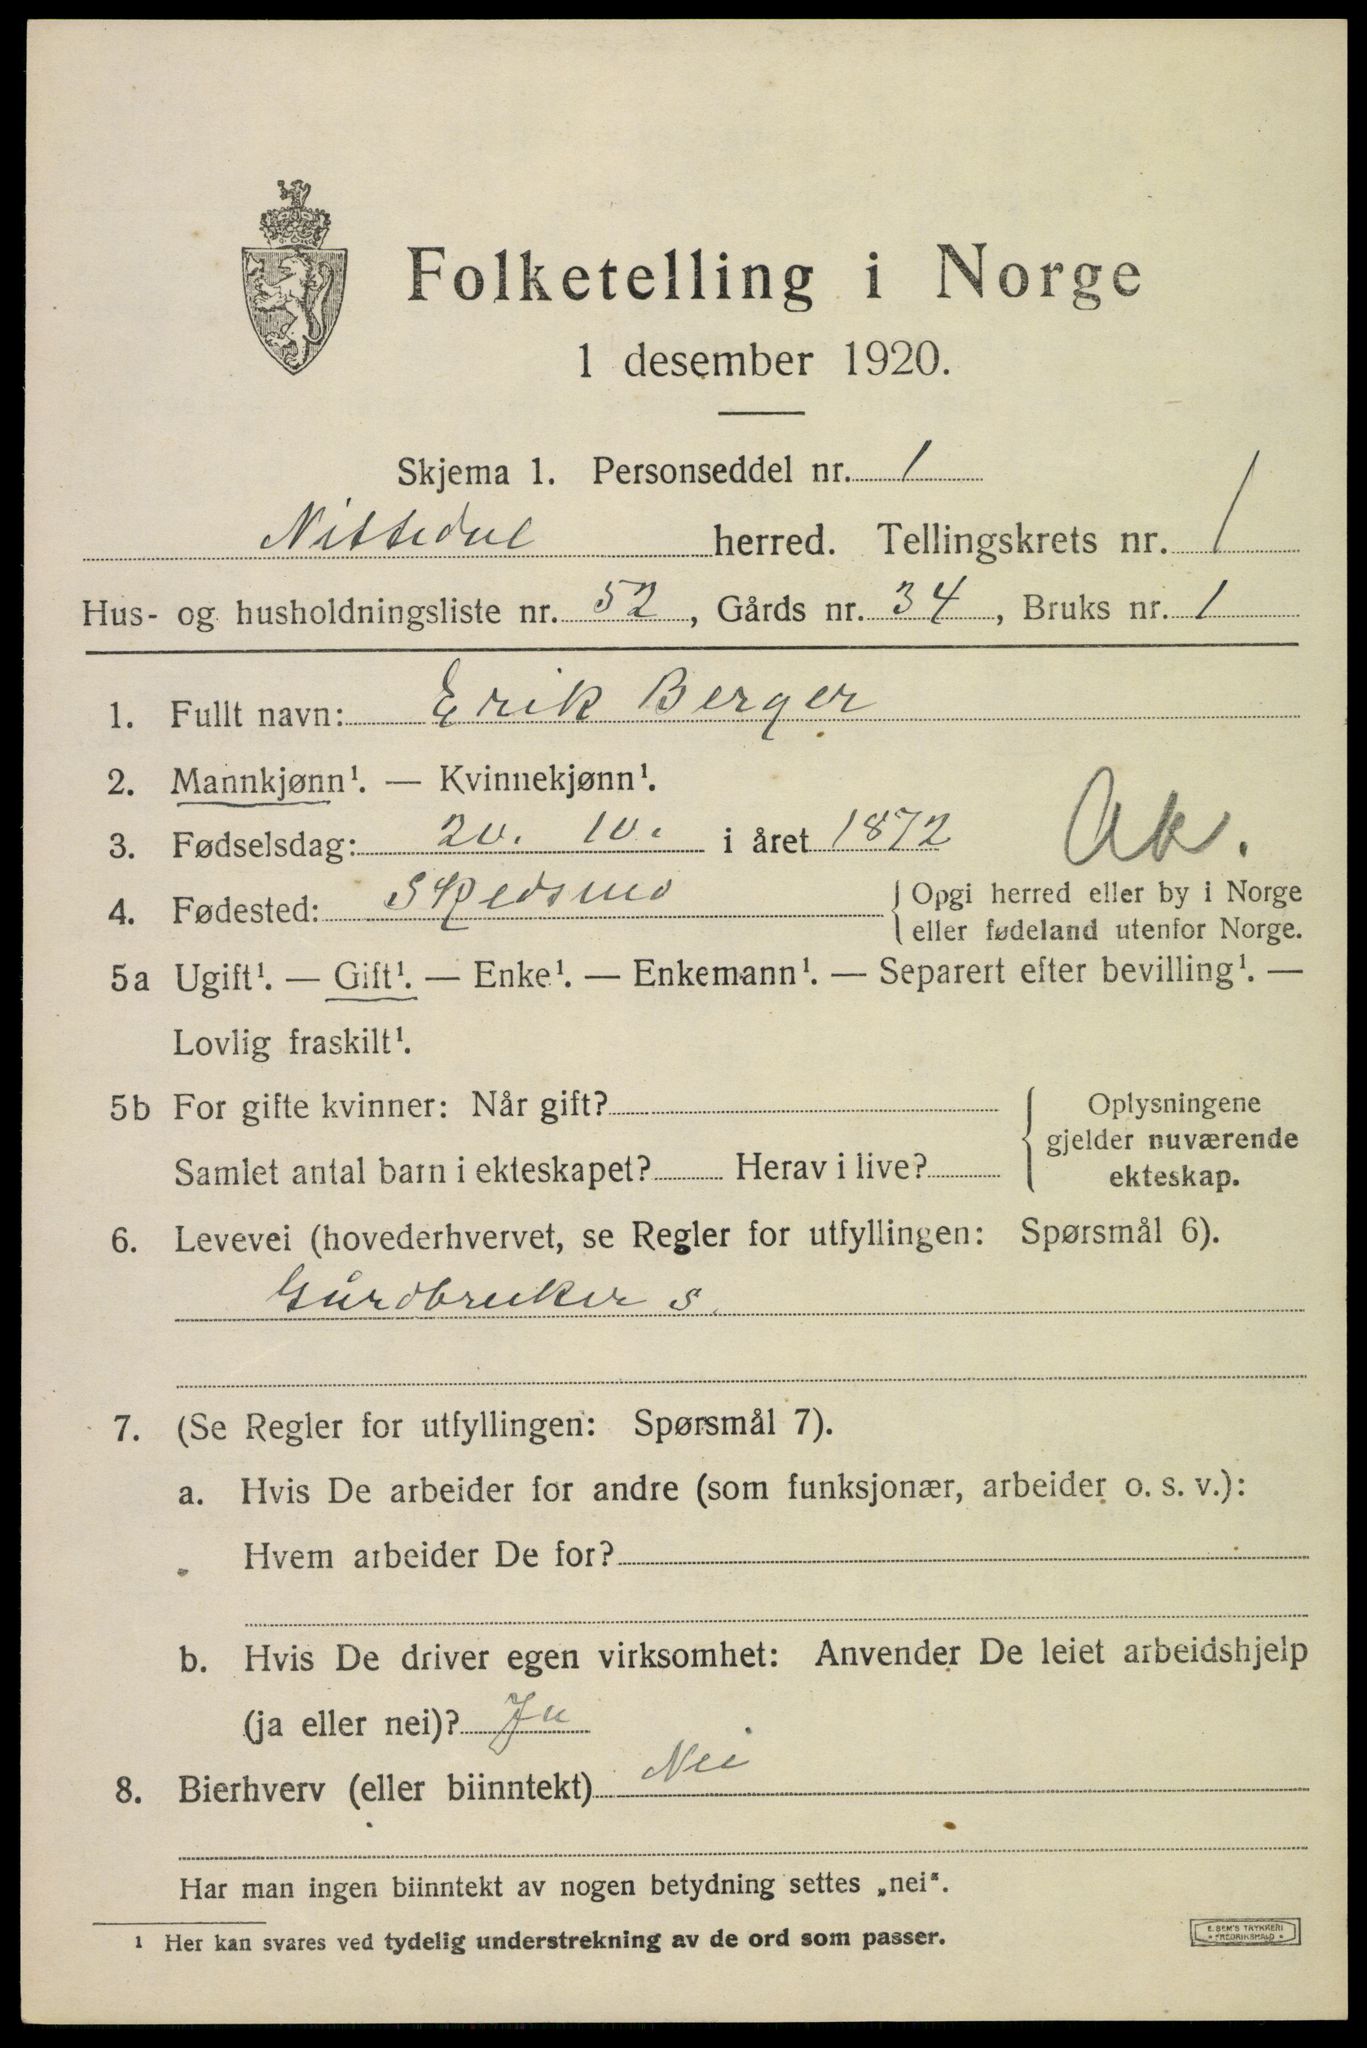 Folketelling i Norge
1 desember 1920.
Skjema 1. Personseddel nr. 1
Nittedal herred. Tellingskrets nr. 1
Hus- og husholdningsliste nr. 52, Gårds nr. 34, Bruks nr. 1
1. Fullt navn: Erik Berger
2. Mannkjønn¹. — Kvinnekjønn¹.
3. Fødselsdag: 20. 10. i året 1872
Ak.
4. Fødested: Skedsmo { Opgi herred eller by i Norge
eller fødeland utenfor Norge.
5a Ugift¹. — Gift¹. — Enke¹. — Enkemann¹. — Separert efter bevilling¹. —
Lovlig fraskilt¹.
5b For gifte kvinner: Når gift?
Samlet antal barn i ekteskapet? Herav i live?
{ Oplysningene
gjelder nuværende
ekteskap.
6. Levevei (hovederhvervet, se Regler for utfyllingen: Spørsmål 6).
Gårdbruker s.
7. (Se Regler for utfyllingen: Spørsmål 7).
a. Hvis De arbeider for andre (som funksjonær, arbeider o. s. v.):
Hvem arbeider De for?
b. Hvis De driver egen virksomhet: Anvender De leiet arbeidshjelp
(ja eller nei)? Ja
8. Bierhverv (eller biinntekt) Nei
Har man ingen biinntekt av nogen betydning settes „nei".
¹ Her kan svares ved tydelig understrekning av de ord som passer.
E. SEM'S TRYKKERI
FREDRIKSHALD